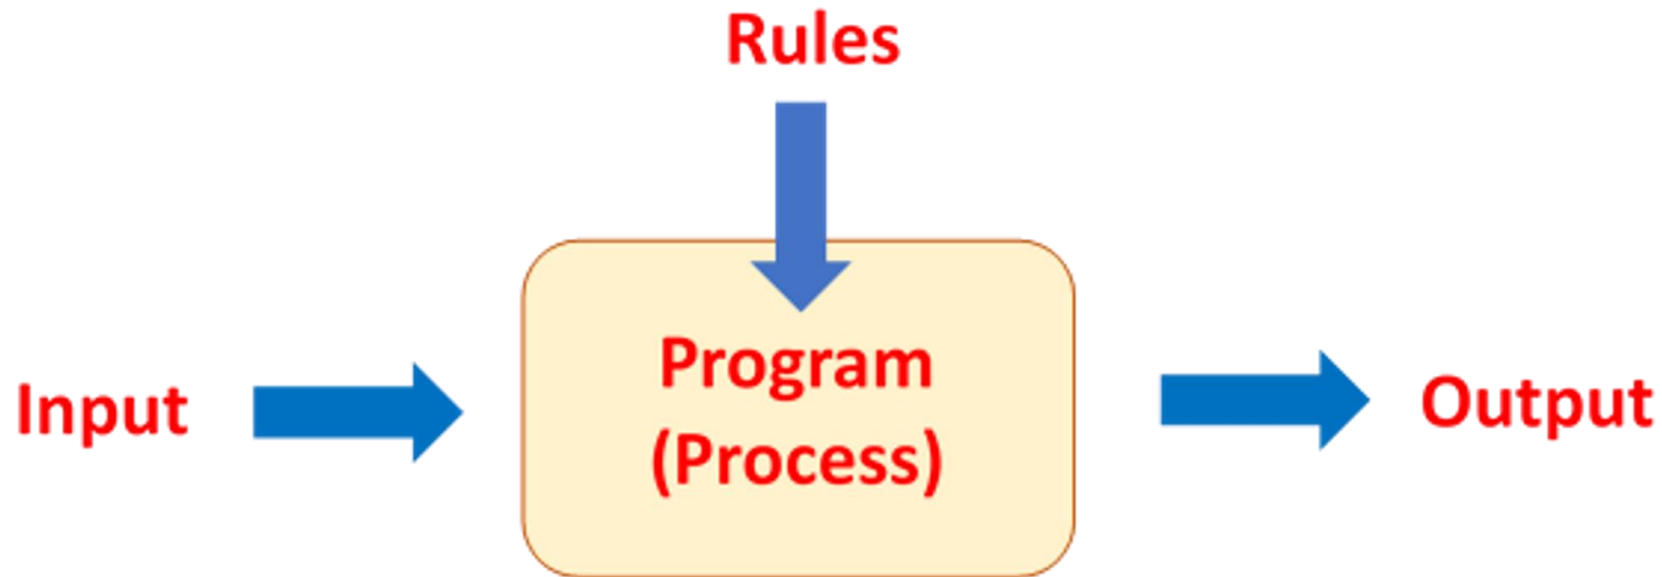 Rules
Input
Program
(Process)
Output